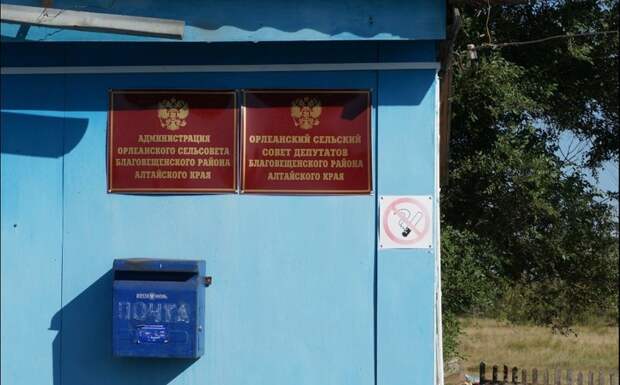 АДМИНИСТРАЦИЯ
ОРЛЕАНСКОГО СЕЛЬСОВЕТА
БЛАГОВЕЩЕНСКОГО РАЙОНА
АЛТАЙСКОГО КРАЯ
ОРЛЕАНСКИЙ СЕЛЬСКИЙ
СОВЕТ ДЕПУТАТОВ
БЛАГОВЕЩЕНСКОГО РАЙОНА
АЛТАЙСКОГО КРАЯ
ПОЧТА